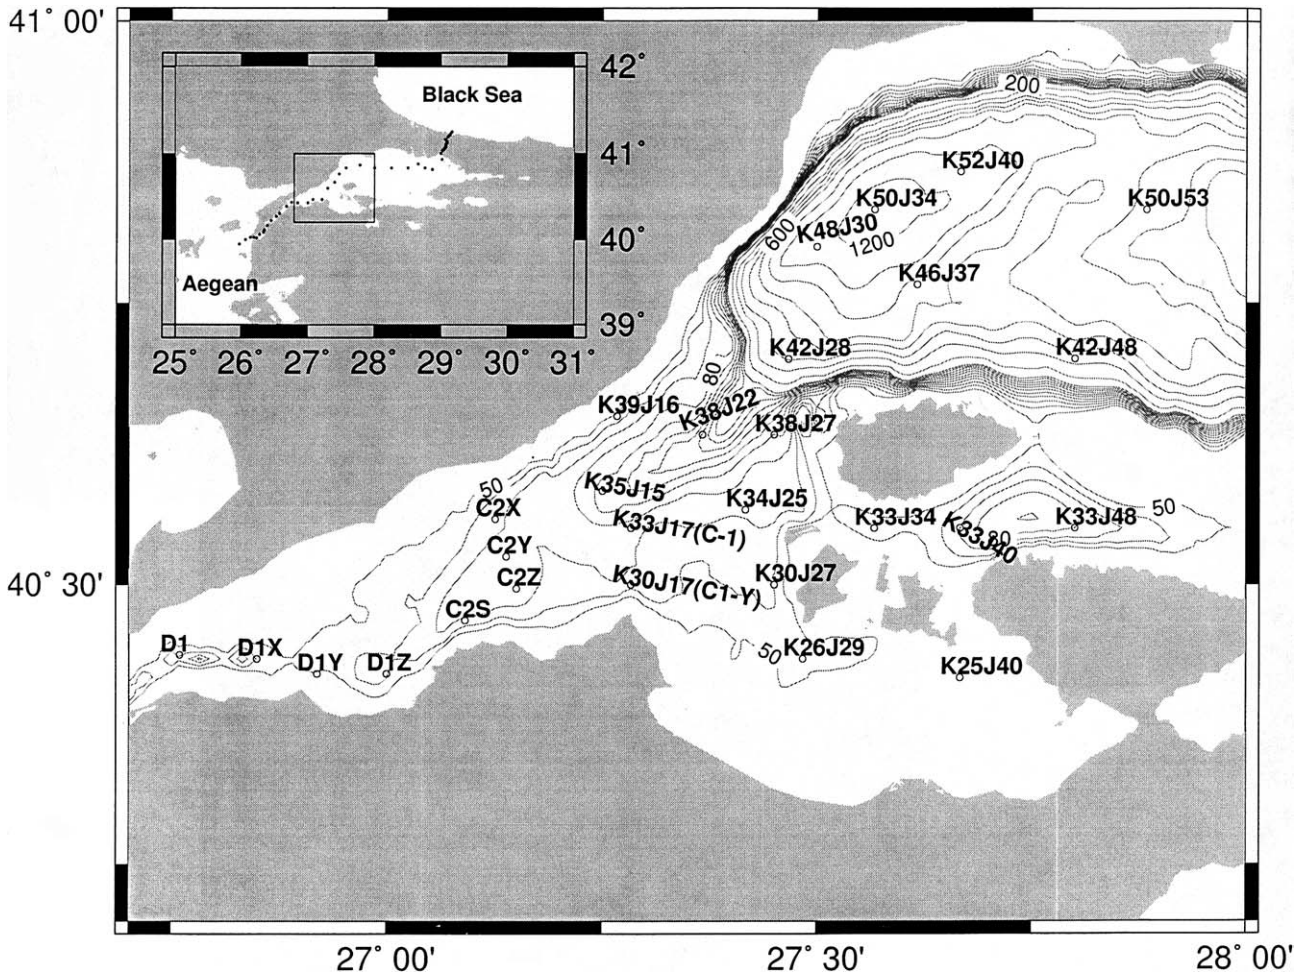 41° 00'
200
42°
Black Sea
K52J40
41°
K50J34
K50J53
600
K48J30
1200
40°
K46J37
Aegean
39°
25° 26° 27° 28° 29° 30° 31°
K42J28
K42J48
80
K39J16
K38J22
K38J27
50
K35J15
K34J25
C2X
K33J17(C-1)
K33J34
K33J40
80
K33J48
50
C2Y
40° 30'
C2Z
K30J17(C1-Y)
K30J27
C2S
D1
D1X
D1Y
D1Z
50
K26J29
K25J40
27° 00'
27° 30'
28° 00'